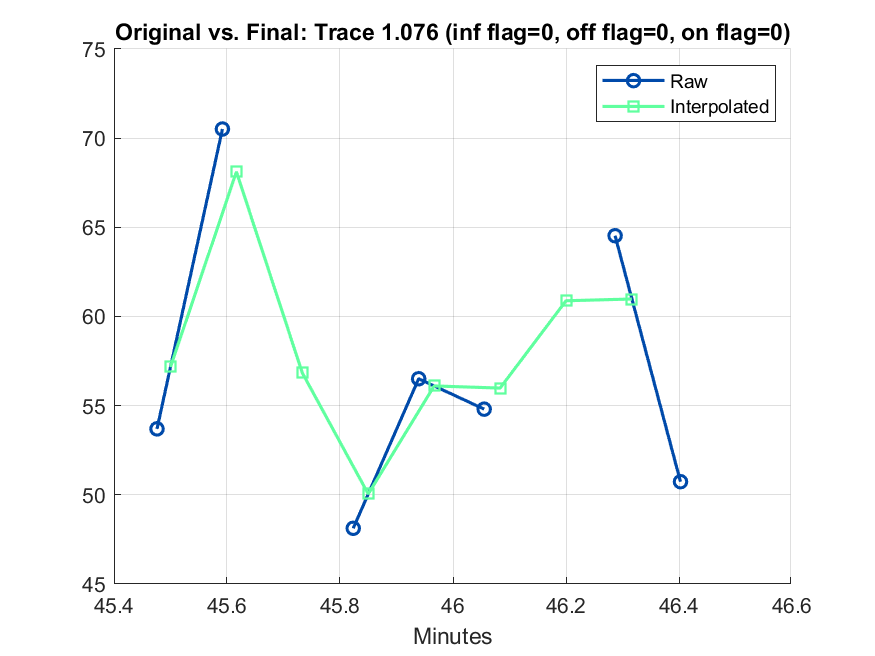 Original vs. Final: Trace 1.076 (inf flag=0, off flag=0, on flag=0)
75
70
65
60
55
50
45
Raw
Interpolated
45.4 45.6 45.8 46 46.2 46.4 46.6
Minutes